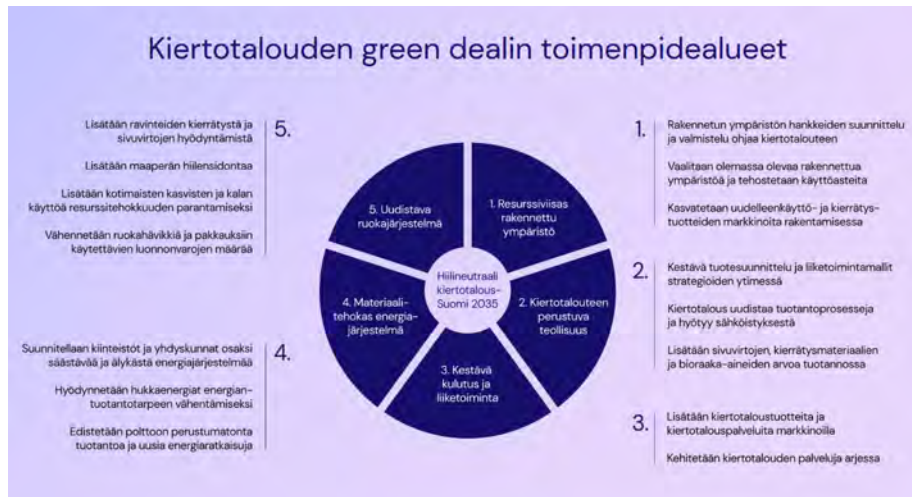 Kiertotalouden green dealin toimenpidealueet
1.
Rakennetun ympäristön hankkeiden suunnittelu
ja valmistelu ohjaa kiertotalouteen
Vaalitaan olemassa olevaa rakennettua
ympäristöä ja tehostetaan käyttöasteita
Kasvatetaan uudelleenkäyttö- ja kierrätys-
tuotteiden markkinoita rakentamisessa
2.
Kestävä tuotesuunnittelu ja liiketoimintamallit
strategioiden ytimessä
Kiertotalous uudistaa tuotantoprosesseja
ja hyötyy sähköistyksestä
Lisätään sivuvirtojen, kierrätysmateriaalien
ja bioraaka-aineiden arvoa tuotannossa
3.
Lisätään kiertotaloustuotteita ja
kiertotalouspalveluita markkinoilla
Kehitetään kiertotalouden palveluja arjessa
4.
Suunnitellaan kiinteistöt ja yhdyskunnat osaksi
säästävää ja älykästä energiajärjestelmää
Hyödynnetään hukkaenergiat energian-
tuotantotarpeen vähentämiseksi
Edistetään polttoon perustumatonta
tuotantoa ja uusia energiaratkaisuja
5.
Lisätään ravinteiden kierrätystä ja
sivuvirtojen hyödyntämistä
Lisätään maaperän hiilensidontaa
Lisätään kotimaisten kasvisten ja kalan
käyttöä resurssitehokkuuden parantamiseksi
Vähennetään ruokahävikkiä ja pakkauksiin
käytettävien luonnonvarojen määrää
1. Resurssiviisas
rakennettu
ympäristö
2. Kiertotalouteen
perustuva
teollisuus
3. Kestävä
kulutus ja
liiketoiminta
4. Materiaali-
tehokas energia-
järjestelmä
5. Uudistava
ruokajärjestelmä
Hiilineutraali
kiertotalous-
Suomi 2035